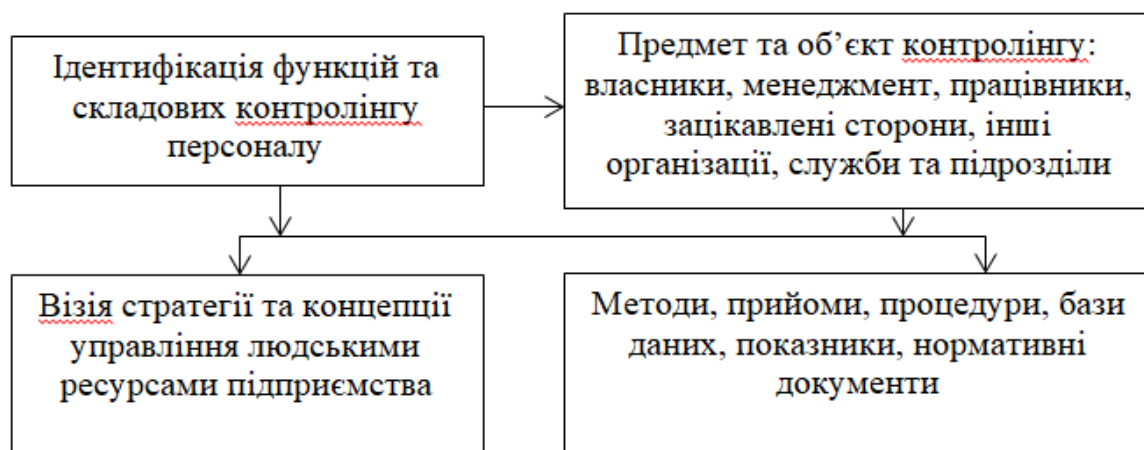 Ідентифікація функцій та
складових контролінгу
персоналу
Предмет та об’єкт контролінгу:
власники, менеджмент, працівники,
зацікавлені сторони, інші
організації, служби та підрозділи
Візія стратегії та концепції
управління людськими
ресурсами підприємства
Методи, прийоми, процедури, бази
даних, показники, нормативні
документи